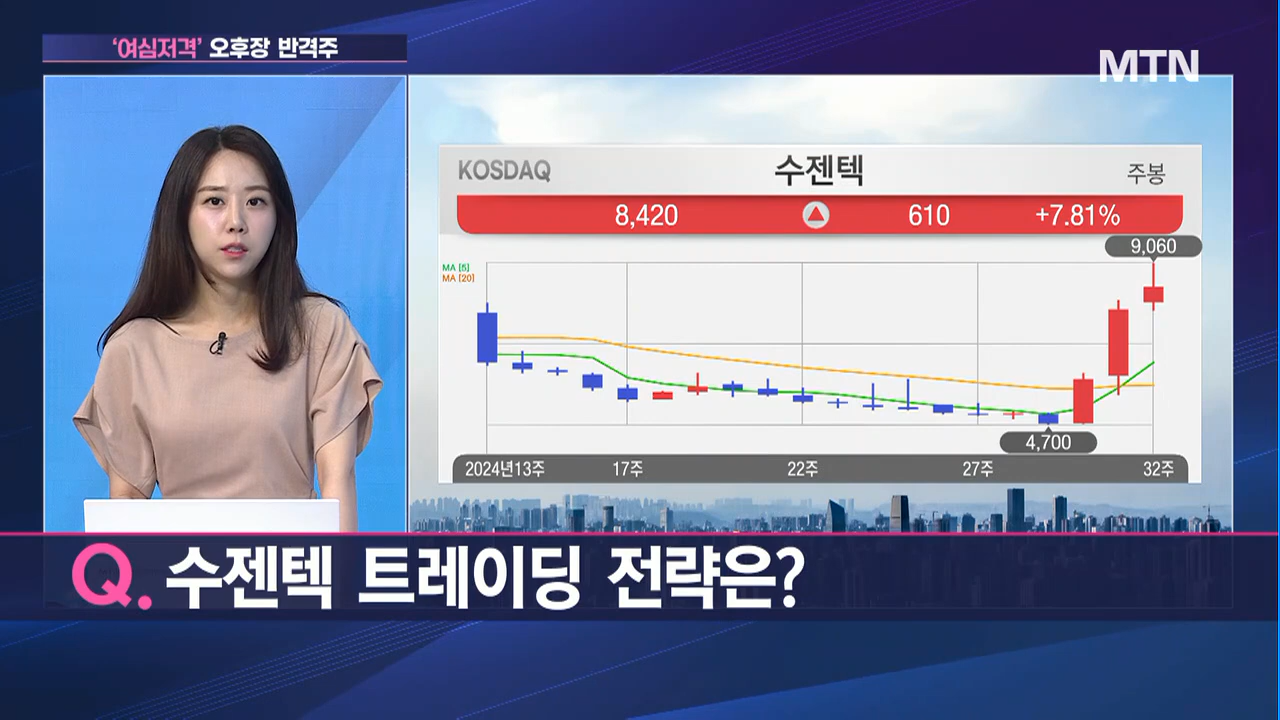 ‘여심저격’ 오후장 반격주
MTN
KOSDAQ 수젠텍 주봉
8,420 610 +7.81%
9,060
MA [5]
MA [20]
4,700
2024년13주 17주 22주 27주 32주
Q. 수젠텍 트레이딩 전략은?